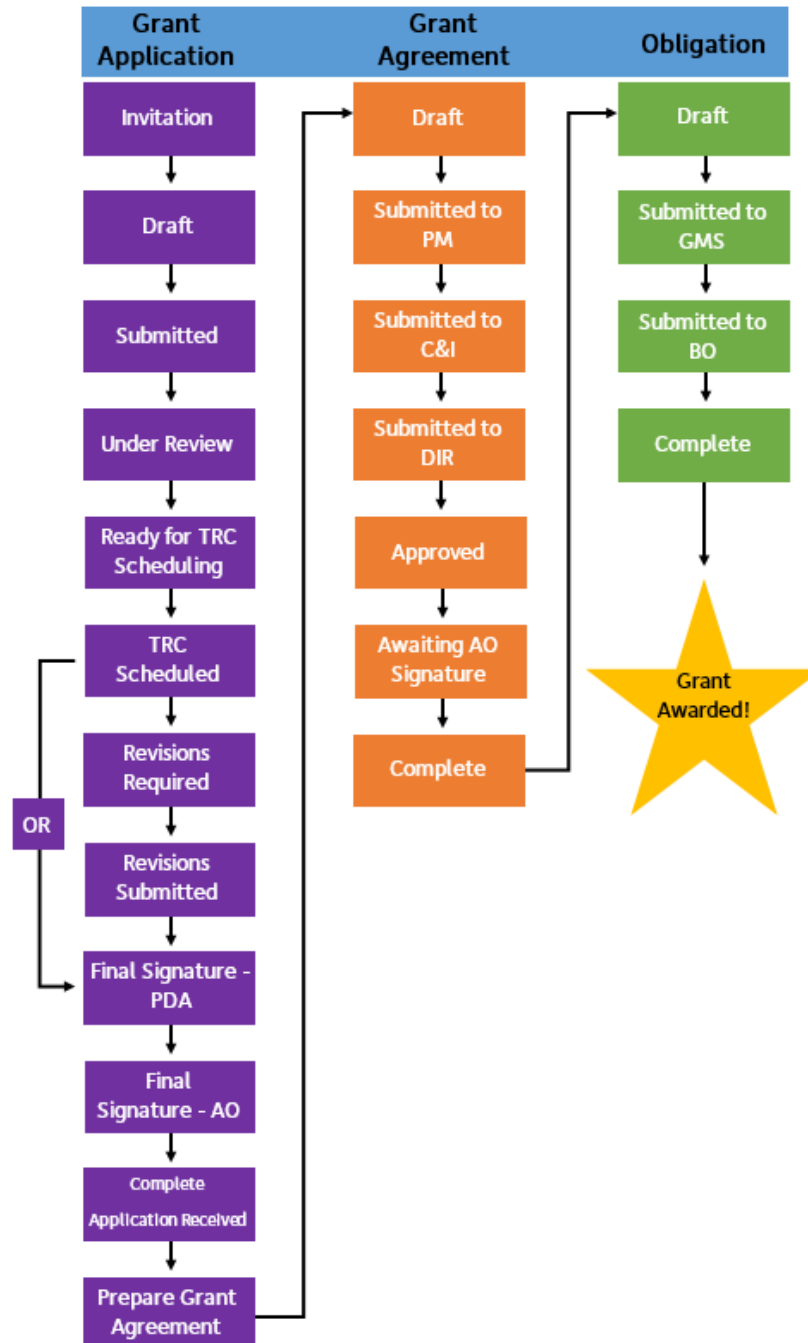 Grant
Application
Grant
Agreement
Obligation
Invitation
Draft
Submitted
Under Review
Ready for TRC
Scheduling
TRC
Scheduled
Revisions
Required
OR
Revisions
Submitted
Final Signature -
PDA
Final
Signature - AO
Complete
Application Received
Prepare Grant
Agreement
Draft
Submitted to
PM
Submitted to
C&I
Submitted to
DIR
Approved
Awaiting AO
Signature
Complete
Draft
Submitted to
GMS
Submitted to
BO
Complete
Grant
Awarded!